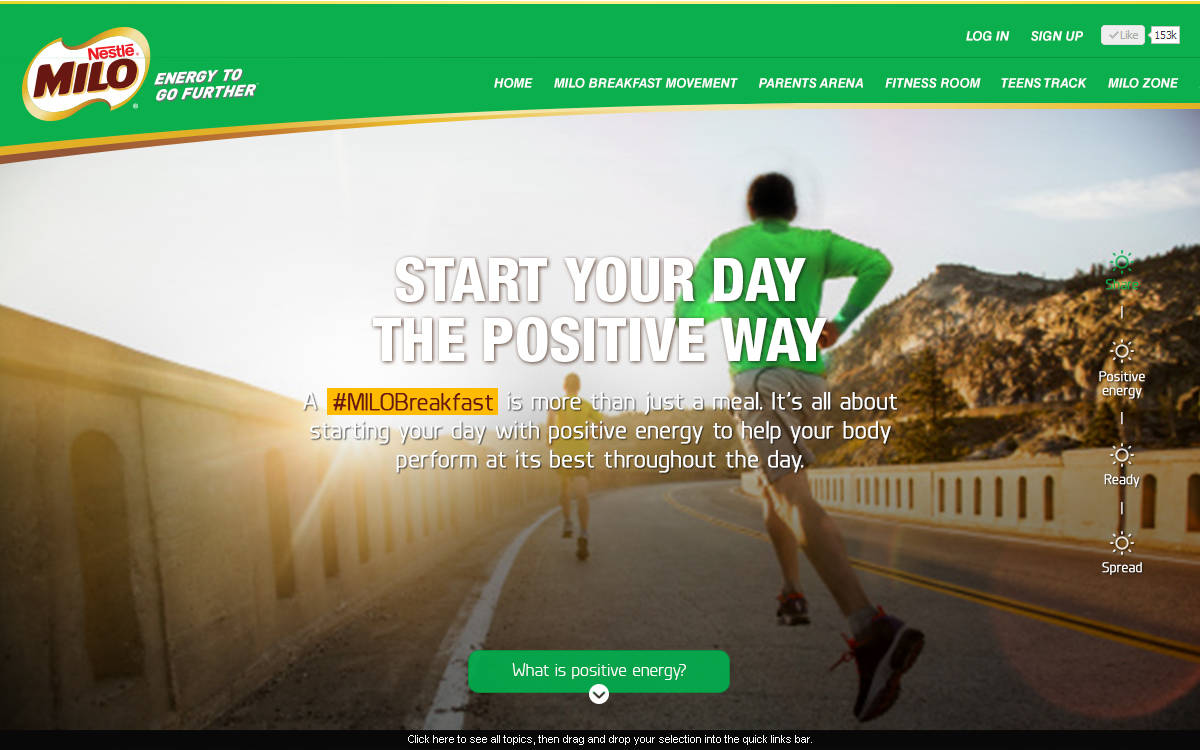 LOG IN SIGN UP Like 153k
Nestlé
MILO
ENERGY TO
GO FURTHER
HOME MILO BREAKFAST MOVEMENT PARENTS ARENA FITNESS ROOM TEENS TRACK MILO ZONE
START YOUR DAY
THE POSITIVE WAY
A #MILOBreakfast is more than just a meal. It's all about
starting your day with positive energy to help your body
perform at its best throughout the day.
Start
Positive
energy
Ready
Spread
What is positive energy?
Click here to see all topics, then drag and drop your selection into the quick links bar.